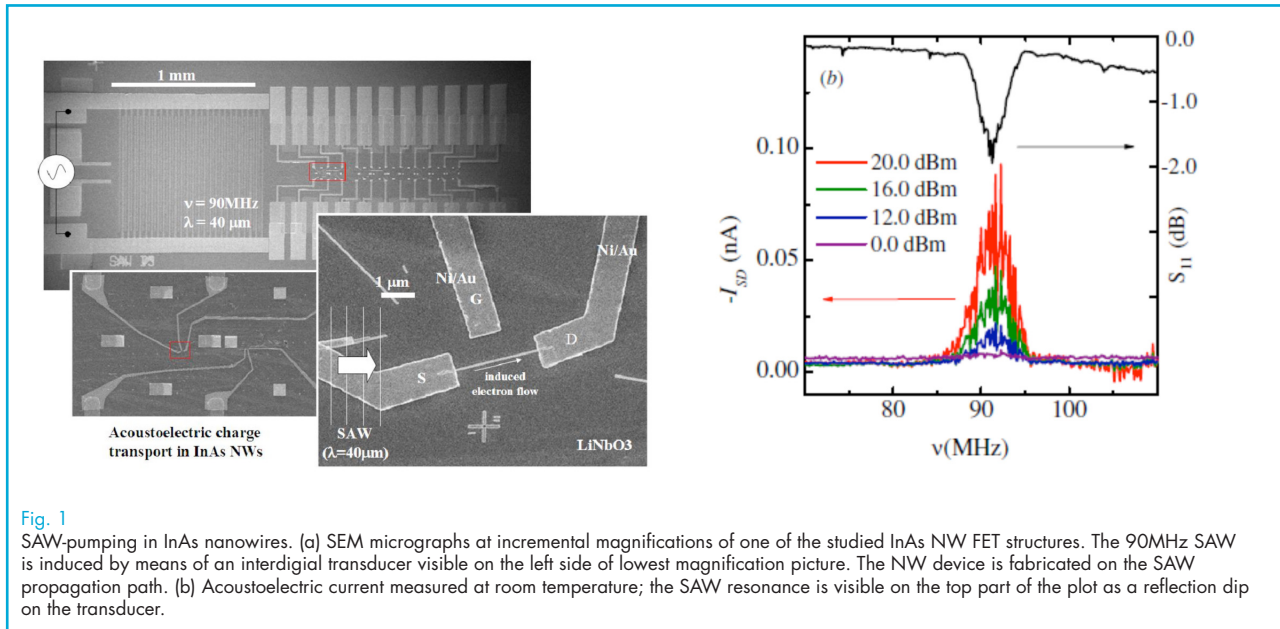 1 mm
ν = 90MHz
λ = 40 μm
Acoustoelectric charge
transport in InAs NWs
Ni/Au
Ni/Au
1 μm
G
D
S
induced
electron flow
SAW
(λ=40μm)
LiNbO3
(b)
0.0
-1.0
-2.0
S11 (dB)
20.0 dBm
16.0 dBm
12.0 dBm
0.0 dBm
0.10
0.05
0.00
-ISD (nA)
80
90
100
ν(MHz)
Fig. 1
SAW-pumping in InAs nanowires. (a) SEM micrographs at incremental magnifications of one of the studied InAs NW FET structures. The 90MHz SAW
is induced by means of an interdigial transducer visible on the left side of lowest magnification picture. The NW device is fabricated on the SAW
propagation path. (b) Acoustoelectric current measured at room temperature; the SAW resonance is visible on the top part of the plot as a reflection dip
on the transducer.